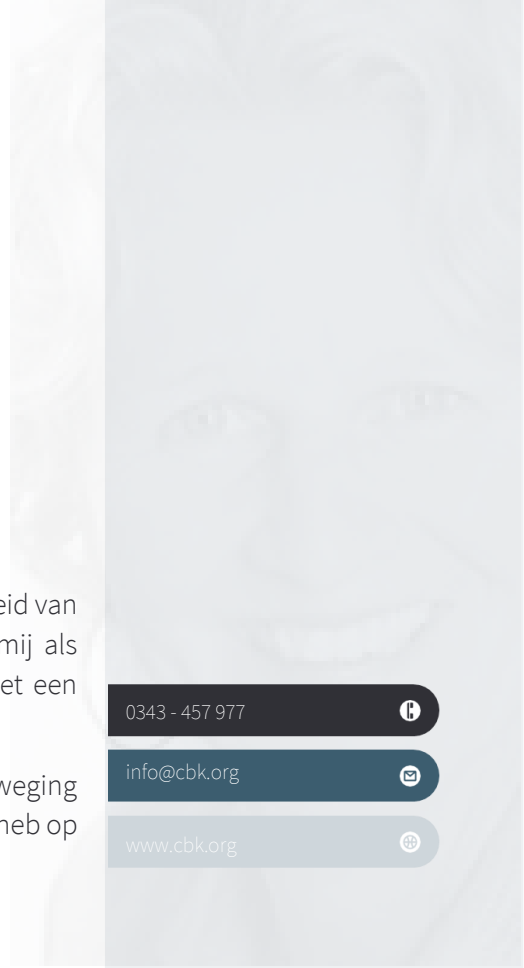 eid van
mij als
et een
weging
heb op
0343 - 457 977
info@cbk.org
www.cbk.org